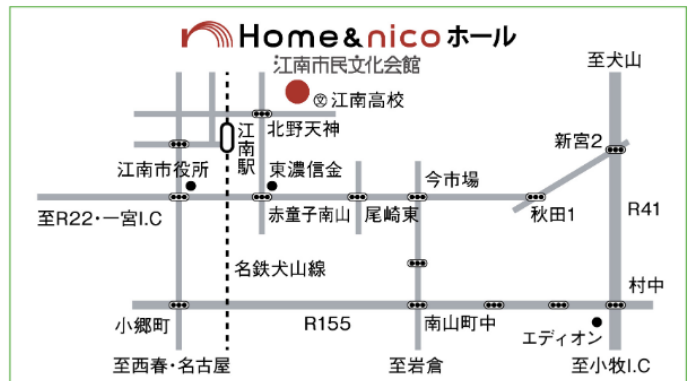 Home&nicoホール
江南市民文化会館
至犬山
文江南高校
北野天神
江南駅
新宮2
江南市役所
東濃信金
今市場
至R22・一宮I.C
赤童子南山
尾崎東
秋田1
R41
名鉄犬山線
村中
小郷町
R155
南山町中
エディオン
至西春・名古屋
至岩倉
至小牧I.C